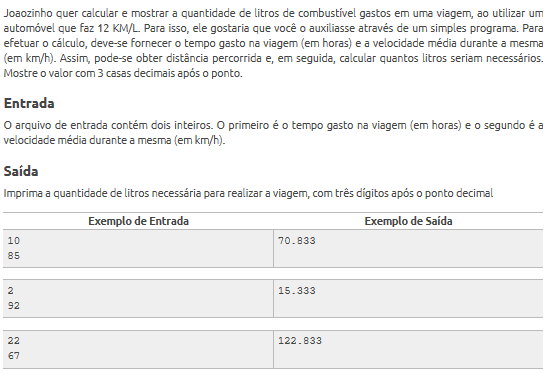 Joaozinho quer calcular e mostrar a quantidade de litros de combustível gastos em uma viagem, ao utilizar um
automóvel que faz 12 KM/L. Para isso, ele gostaria que você o auxiliasse através de um simples programa. Para
efetuar o cálculo, deve-se fornecer o tempo gasto na viagem (em horas) e a velocidade média durante a mesma
(em km/h). Assim, pode-se obter distância percorrida e, em seguida, calcular quantos litros seriam necessários.
Mostre o valor com 3 casas decimais após o ponto.
Entrada
O arquivo de entrada contém dois inteiros. O primeiro é o tempo gasto na viagem (em horas) e o segundo é a
velocidade média durante a mesma (em km/h).
Saída
Imprima a quantidade de litros necessária para realizar a viagem, com três dígitos após o ponto decimal
Exemplo de Entrada Exemplo de Saída
10 70.833
85
2 15.333
92
22 122.833
67